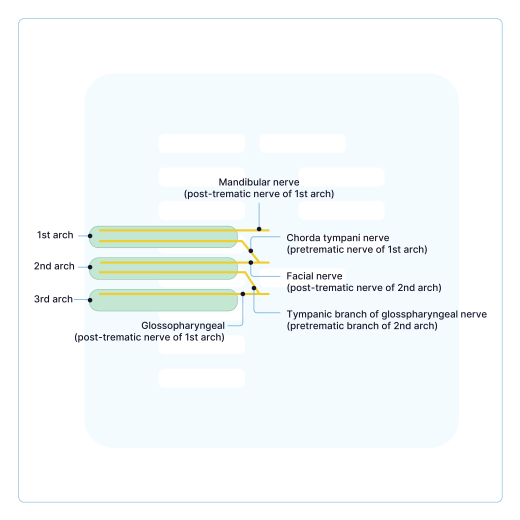 Mandibular nerve
(post-trematic nerve of 1st arch)
1st arch
Chorda tympani nerve
(pretrematic nerve of 1st arch)
2nd arch
Facial nerve
(post-trematic nerve of 2nd arch)
3rd arch
Tympanic branch of glosspharyngeal nerve
(pretrematic branch of 2nd arch)
Glossopharyngeal
(post-trematic nerve of 1st arch)